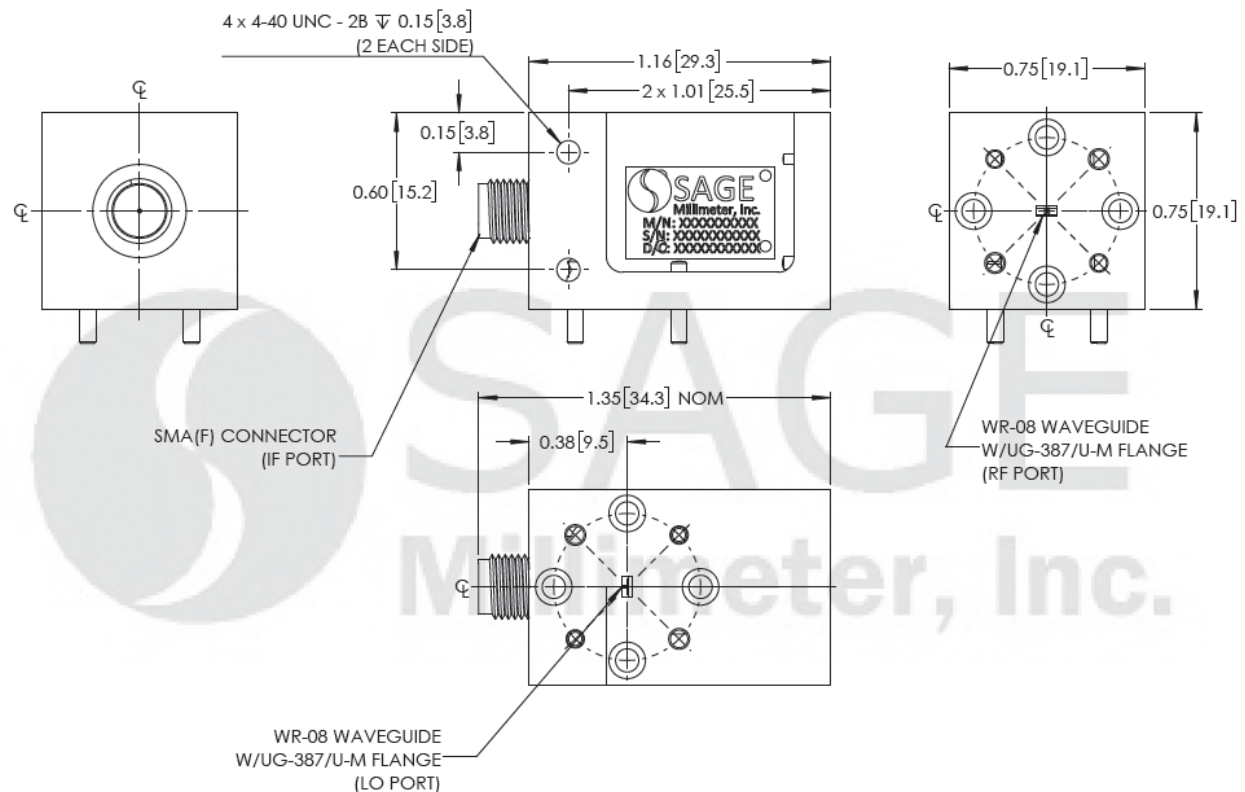 4 x 4-40 UNC - 2B ↧ 0.15[3.8]
(2 EACH SIDE)
1.16[29.3]
2 x 1.01[25.5]
0.75[19.1]
℄
0.15[3.8]
0.60[15.2]
℄
SAGE
Millimeter, Inc.
M/N: XXXXXXXXXXX
S/N: XXXXXXXXXXXX
D/C: XXXXXXXXXXXX
℄
0.75[19.1]
℄
SAGE
1.35[34.3] NOM
SMA(F) CONNECTOR
(IF PORT)
0.38[9.5]
WR-08 WAVEGUIDE
W/UG-387/U-M FLANGE
(RF PORT)
Millimeter, Inc.
℄
WR-08 WAVEGUIDE
W/UG-387/U-M FLANGE
(LO PORT)